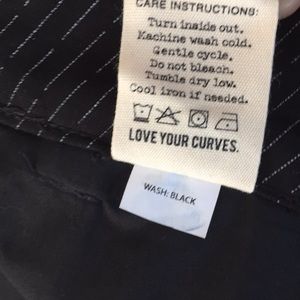 CARE INSTRUCTIONS:
Turn inside out.
Machine wash cold.
Gentle cycle.
Do not bleach.
Tumble dry low.
Cool iron if needed.
LOVE YOUR CURVES.
WASH: BLACK